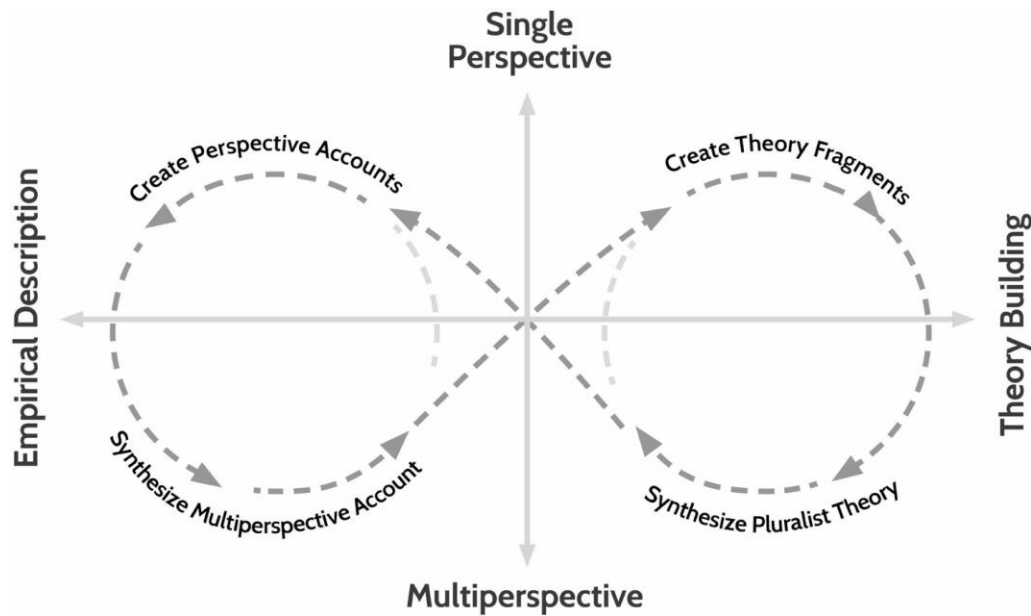 Single
Perspective
Create Perspective Accounts
Create Theory Fragments
Empirical Description
Theory Building
Synthesize Multiperspective Account
Synthesize Pluralist Theory
Multiperspective